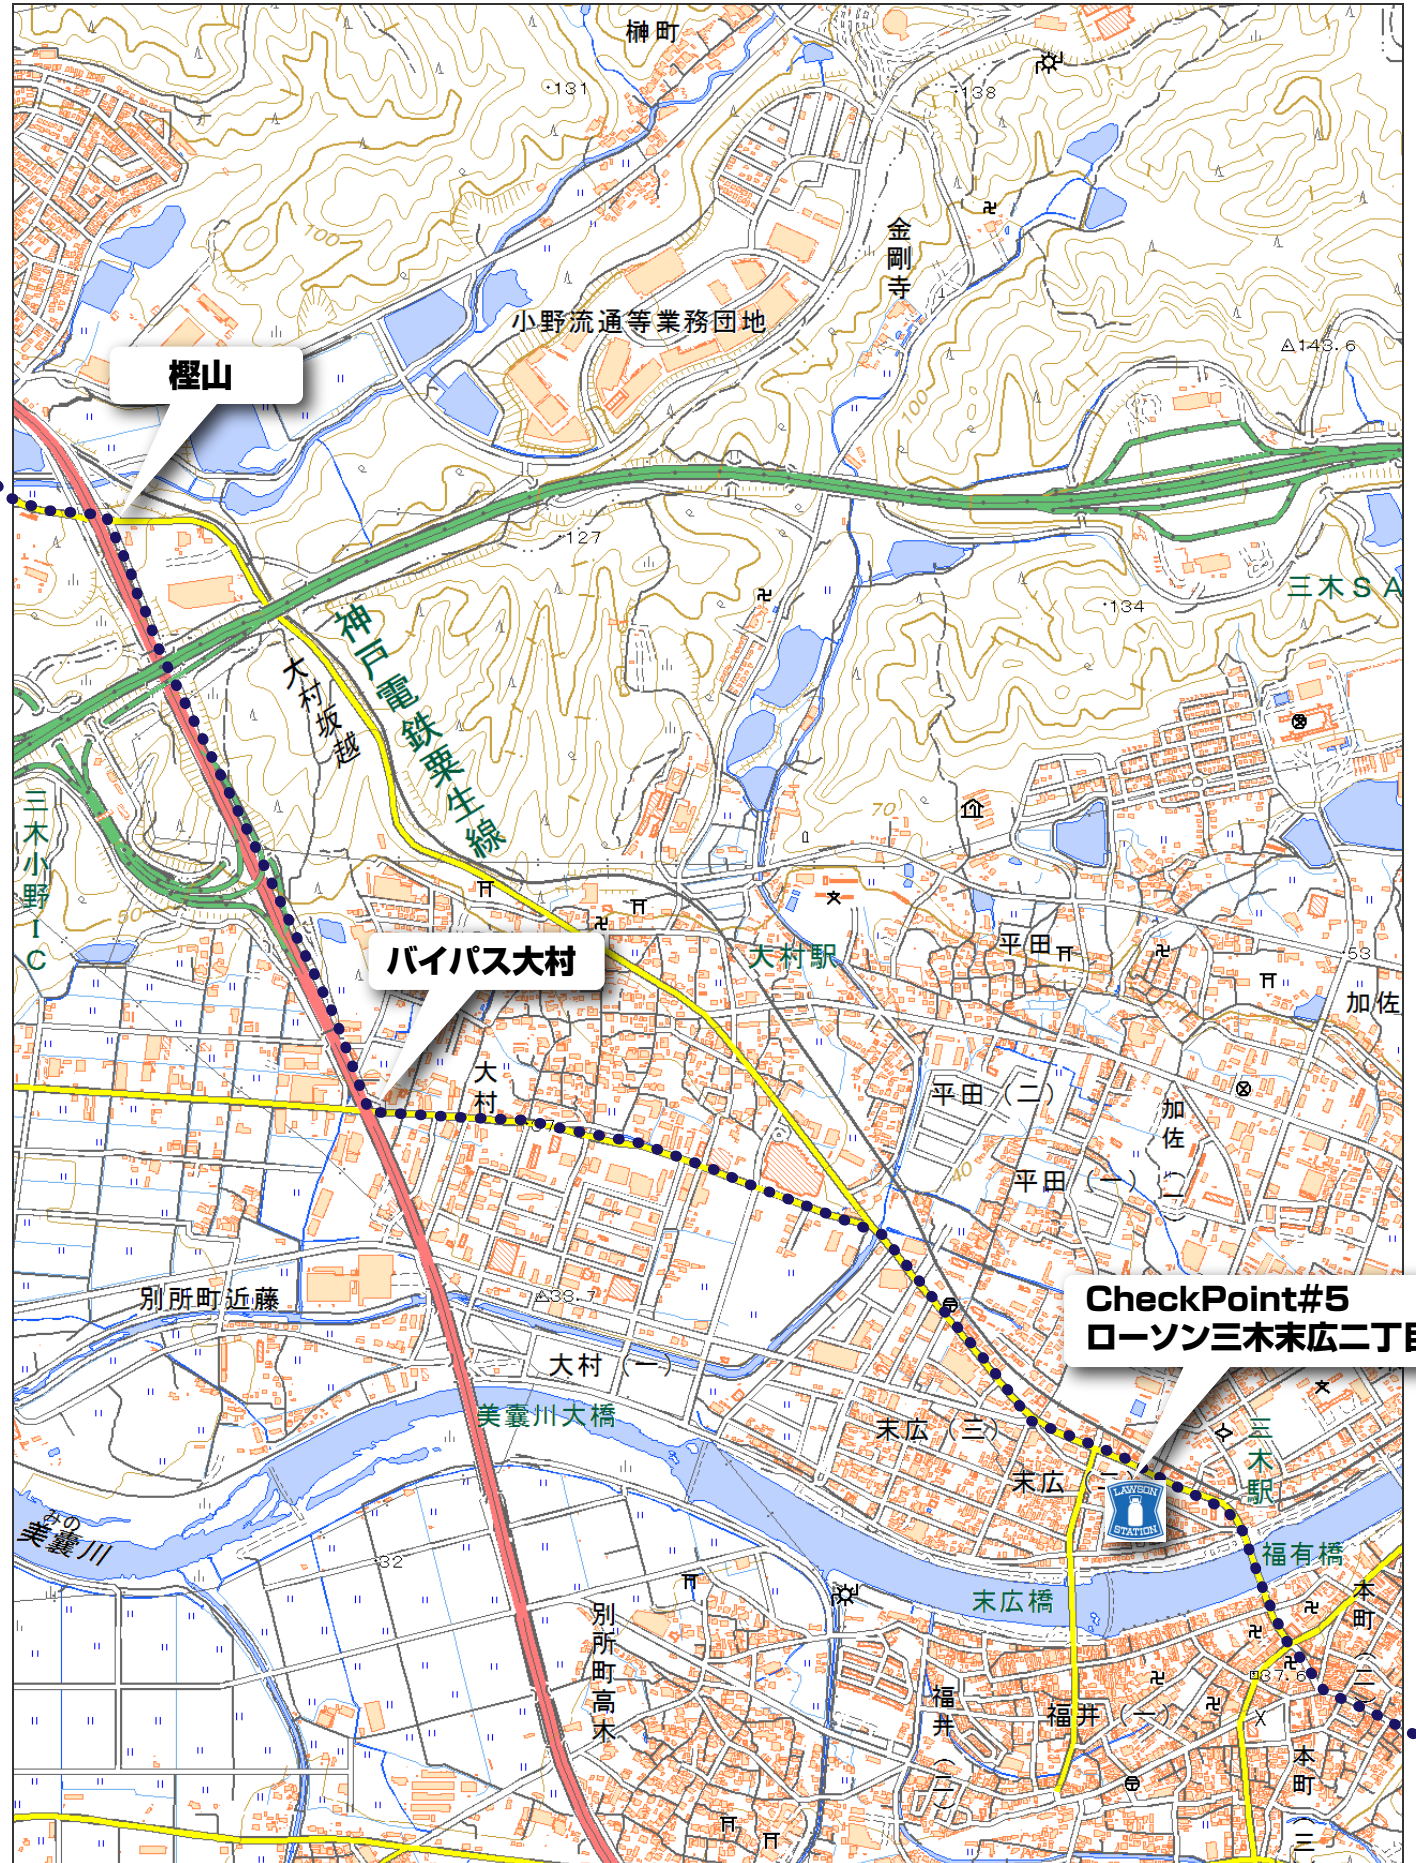 榊町
131
138
金剛寺
100
小野流通等業務団地
143.6
樫山
100
127
三木SA
134
神戸電鉄粟生線
大村坂越
三木小野IC
70
50
バイパス大村
大村駅
平田
53
加佐
大村
平田(二)
加佐(一)
平田(一)
40
CheckPoint#5
ローソン三木末広二丁目
別所町近藤
38.7
大村(一)
美嚢川大橋
末広(三)
三木駅
末広(二)
LAWSON
STATION
みの
美嚢川
32
福有橋
末広橋
本町(二)
別所町高木
37.6
福井(二)
福井(一)
本町(三)